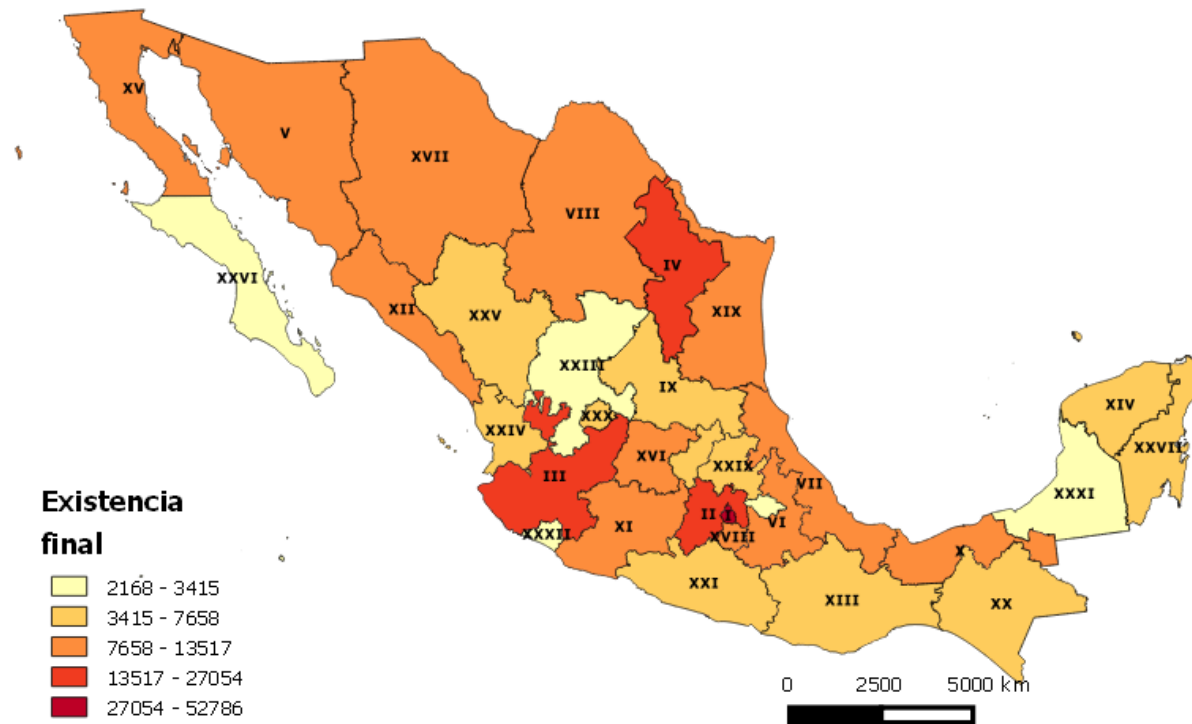 XV
V
XVII
VIII
IV
XXVI
XII
XXV
XIX
XXIII
IX
XXX
XXIV
XXIX
XIV
XXVII
XVI
III
VII
XXXI
II
I
VI
XI
XXXII
XVIII
X
XXI
XIII
XX
Existencia
final
2168 - 3415
3415 - 7658
7658 - 13517
13517 - 27054
27054 - 52786
0 2500 5000 km